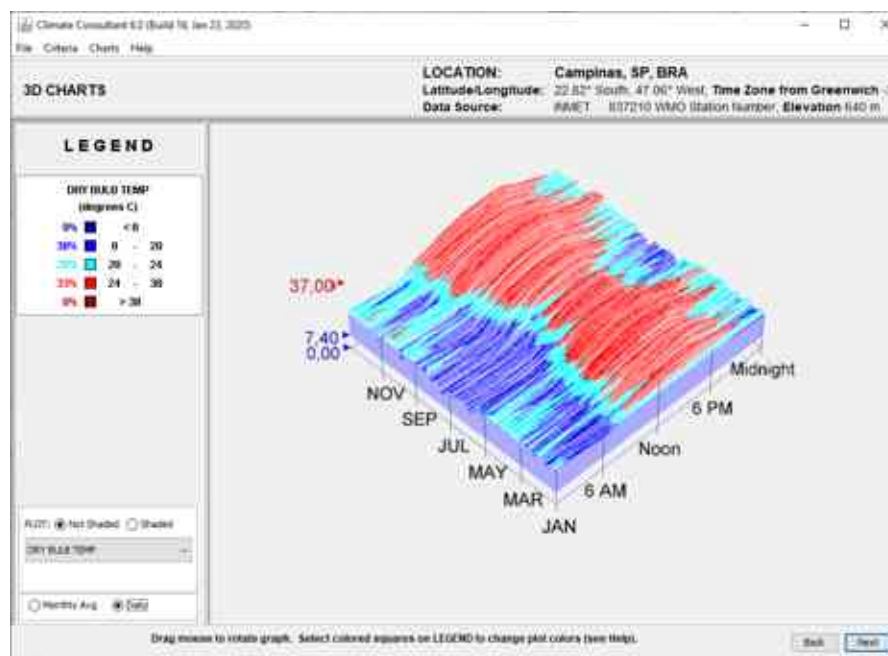 Climate Consultant 6.0 (Build 16, Jan 23, 2020)
File Criteria Charts Help
3D CHARTS
LOCATION: Campinas, SP, BRA
Latitude/Longitude: 22.82° South, 47.06° West, Time Zone from Greenwich
Data Source: INMET 837210 WMO Station Number, Elevation 640 m
LEGEND
DRY BULB TEMP
(degrees C)
0% < 0
0 - 20
20 - 24
33% 24 - 38
0% > 38
37,00
7,40
0,00
NOV
SEP
JUL
MAY
MAR
JAN
6 AM
Noon
6 PM
Midnight
PLOT: Not Shaded Shaded
DRY BULB TEMP
Monthly Avg Daily
Drag mouse to rotate graph. Select colored squares on LEGEND to change plot colors (see Help).
Back Next